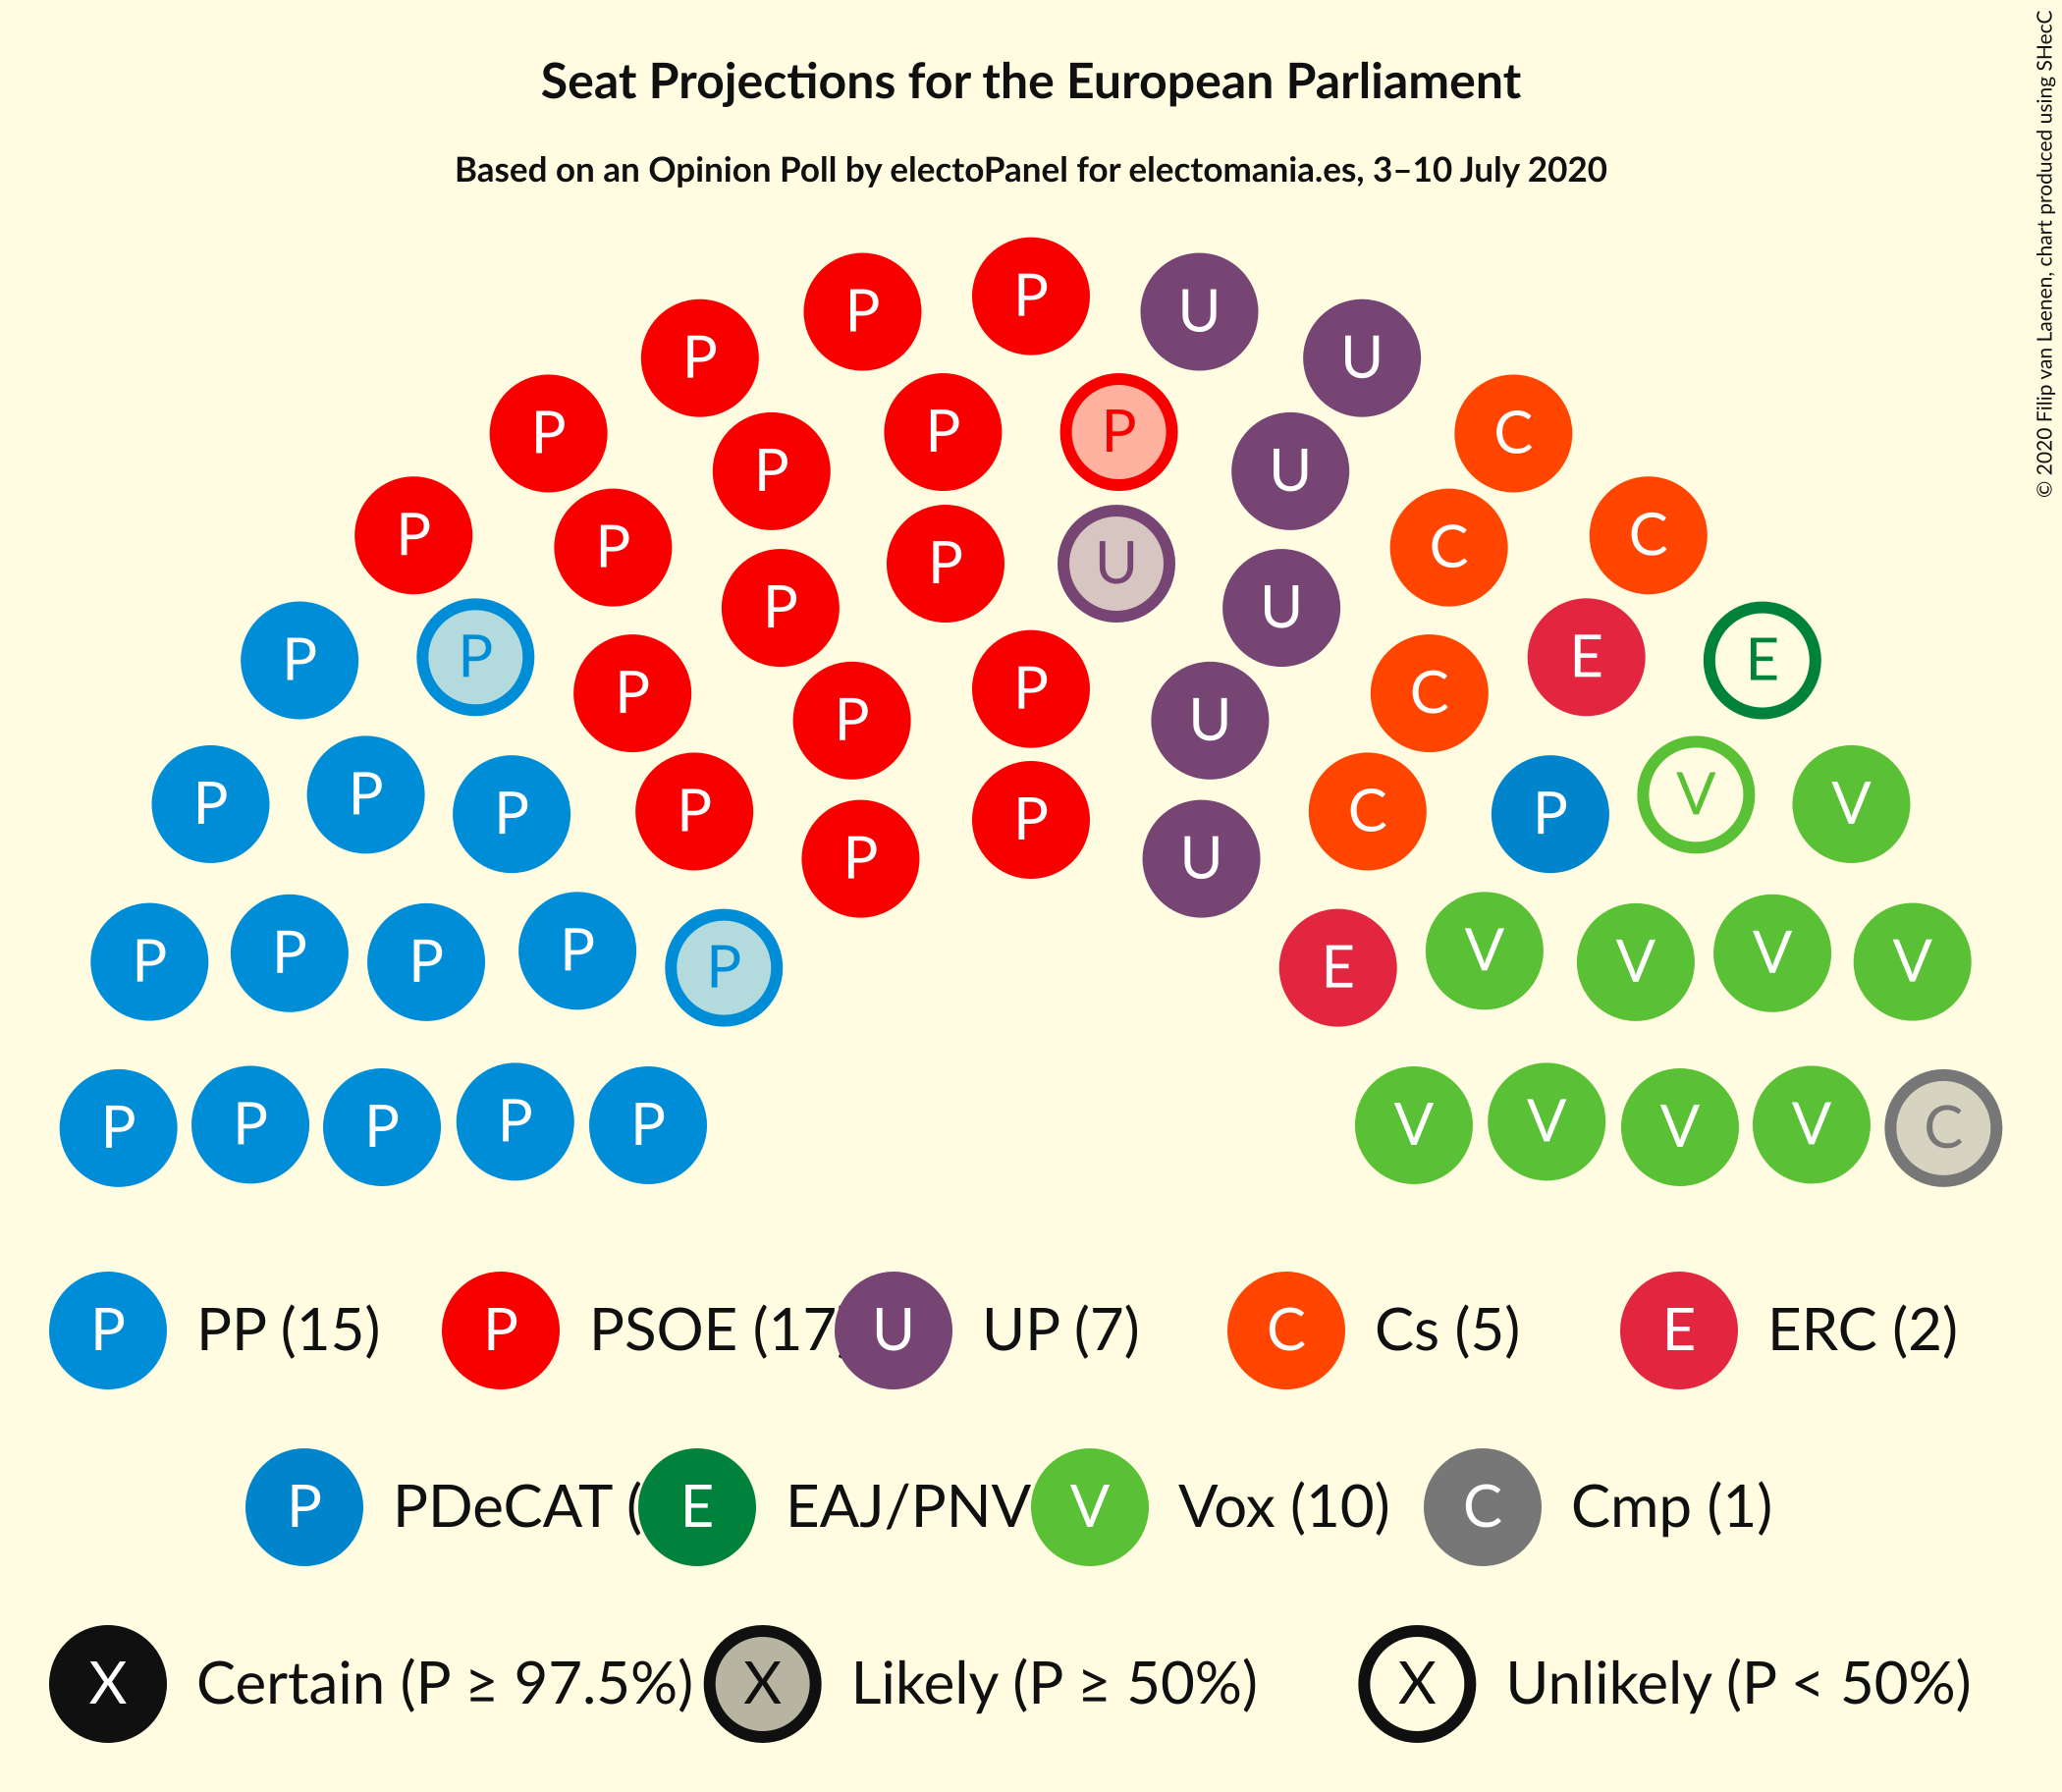 Seat Projections for the European Parliament
Based on an Opinion Poll by electoPanel for electomania.es, 3–10 July 2020
© 2020 Filip van Laenen, chart produced using SHecC
P
P U
P U
P P P C
P U
P P C C
P U
P U
P P E E
P P C
P U
P P P P P C P V V
P U
P P P P P E V V V V
P P P P P V V V V C
P PP (15) P PSOE (17 U UP (7) C Cs (5) E ERC (2)
P PDeCAT ( E EAJ/PNV V Vox (10) C Cmp (1)
X Certain (P ≥ 97.5%) X Likely (P ≥ 50%) X Unlikely (P < 50%)